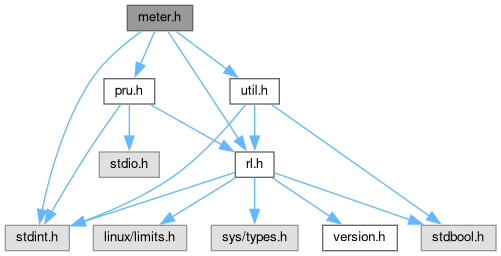 meter.h
pru.h
util.h
stdio.h
rl.h
stdint.h
linux/limits.h
sys/types.h
version.h
stdbool.h